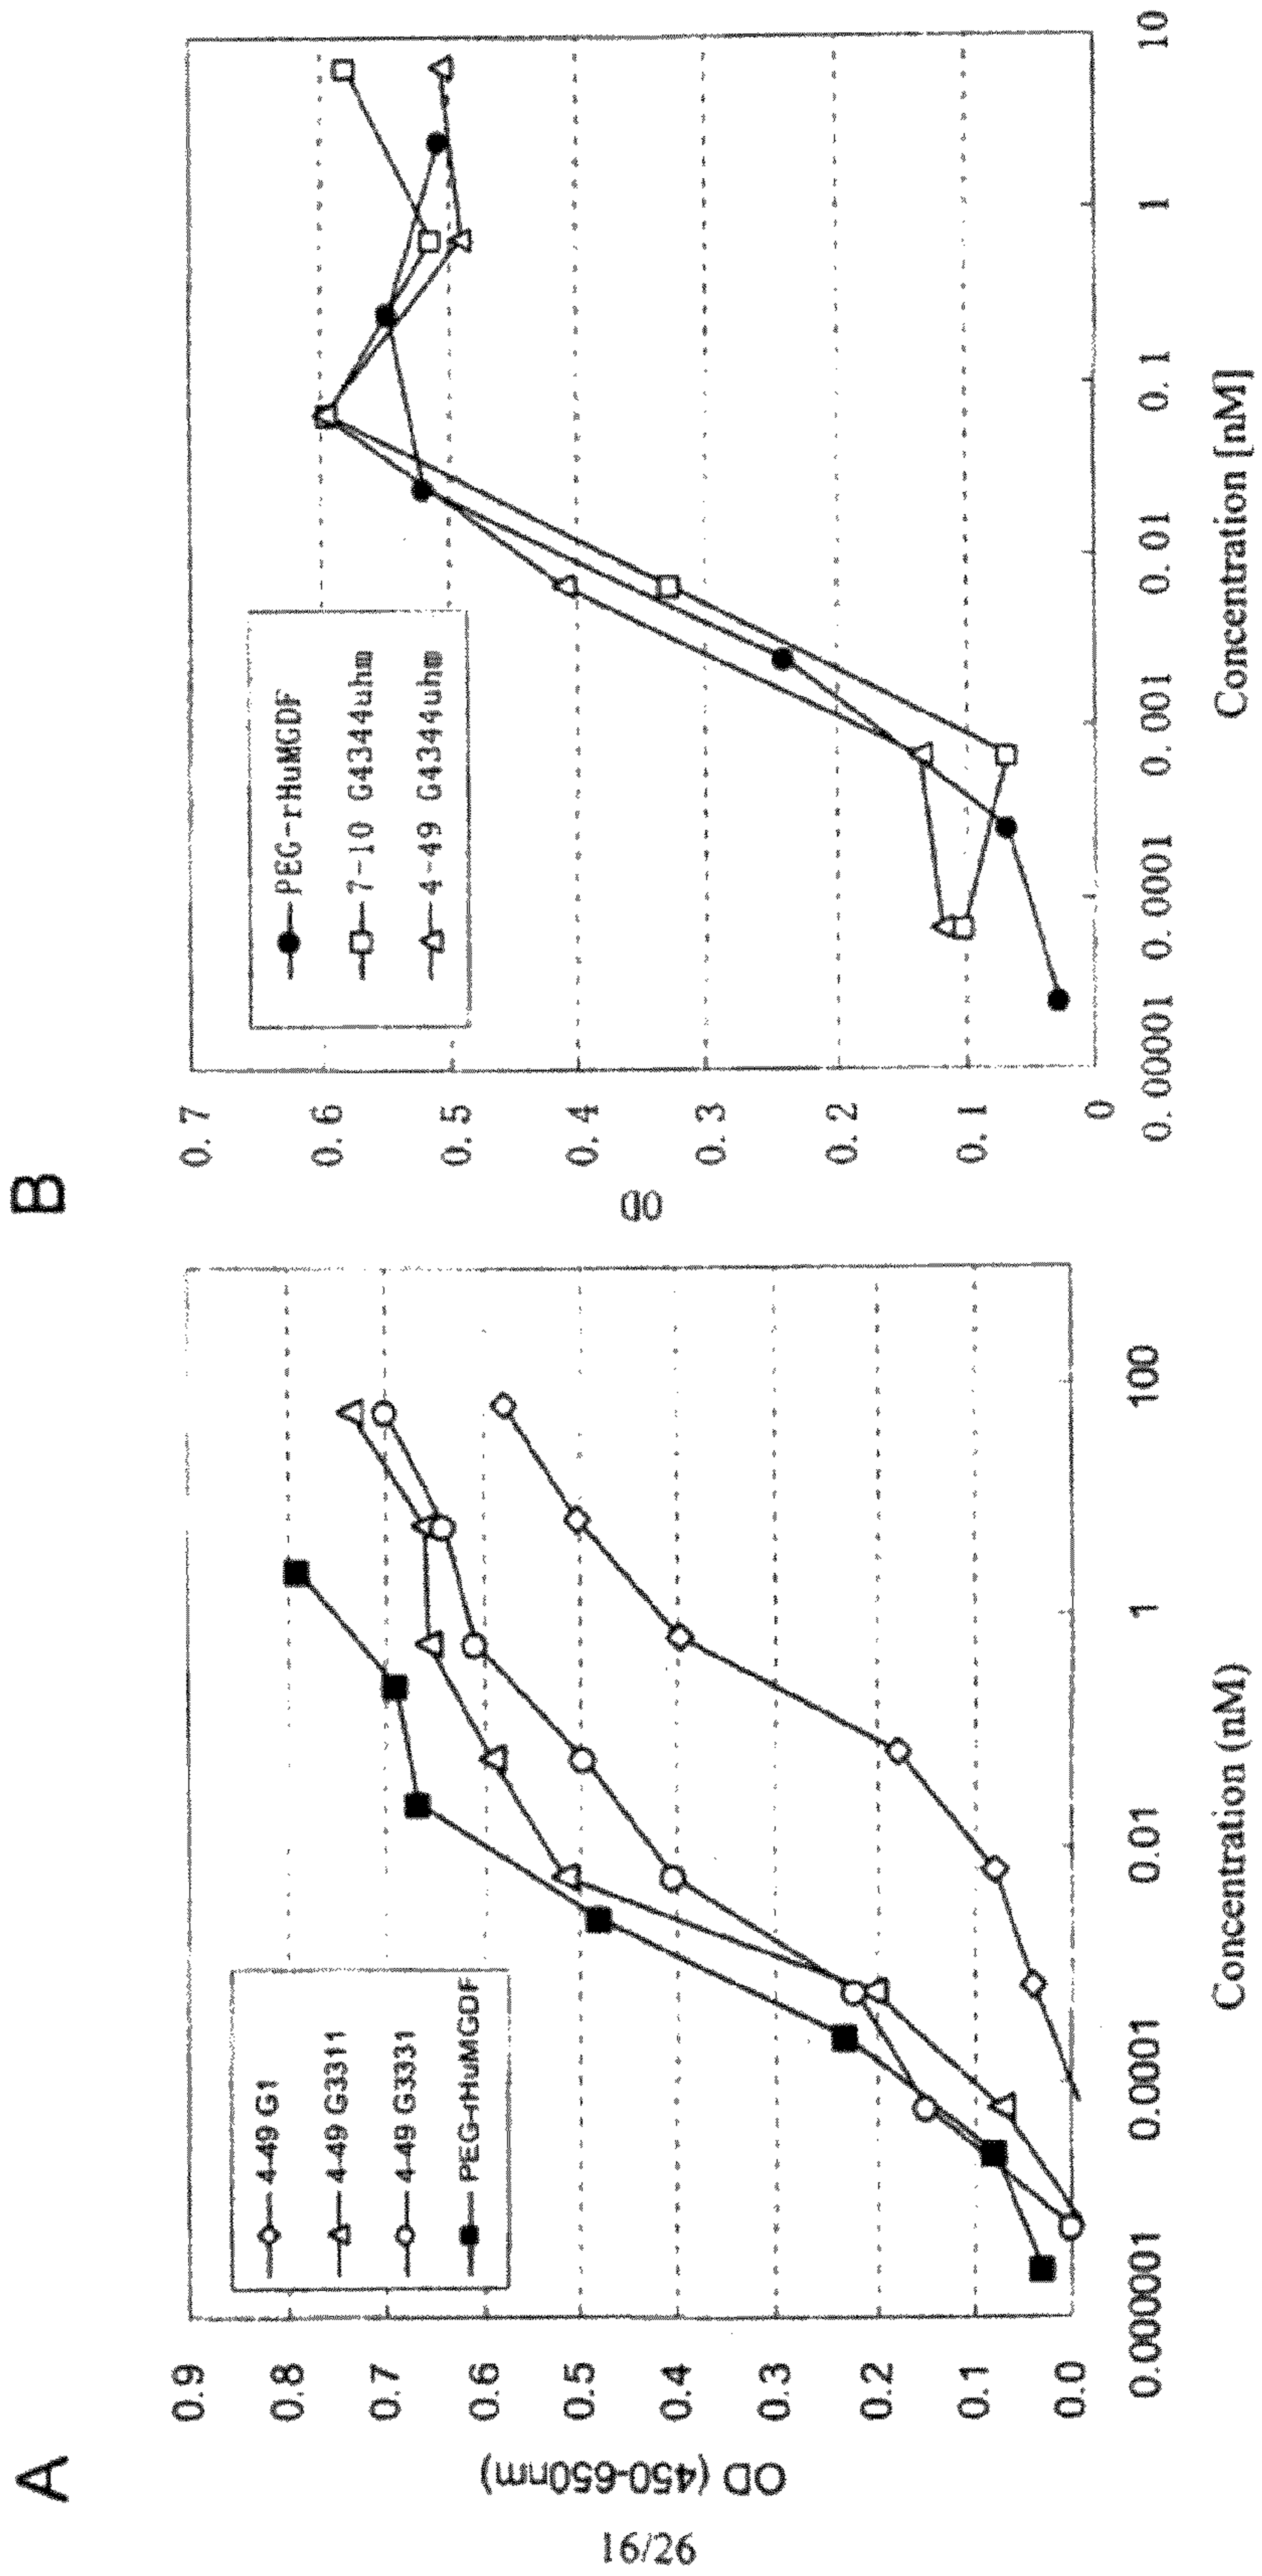 A
OD (450-650nm)
0.9
0.8
0.7
0.6
0.5
0.4
0.3
0.2
0.1
0.0
4-49 G1
4-49 G3311
4-49 G3331
PEG-rHuMGDF
0.000001
0.0001
0.01
1
100
Concentration (nM)
B
OD
0.7
0.6
0.5
0.4
0.3
0.2
0.1
0
PEG-rHuMGDF
7-10 G4344uhm
4-49 G4344uhm
0.00001
0.0001
0.001
0.01
0.1
1
10
Concentration [nM]
16/26